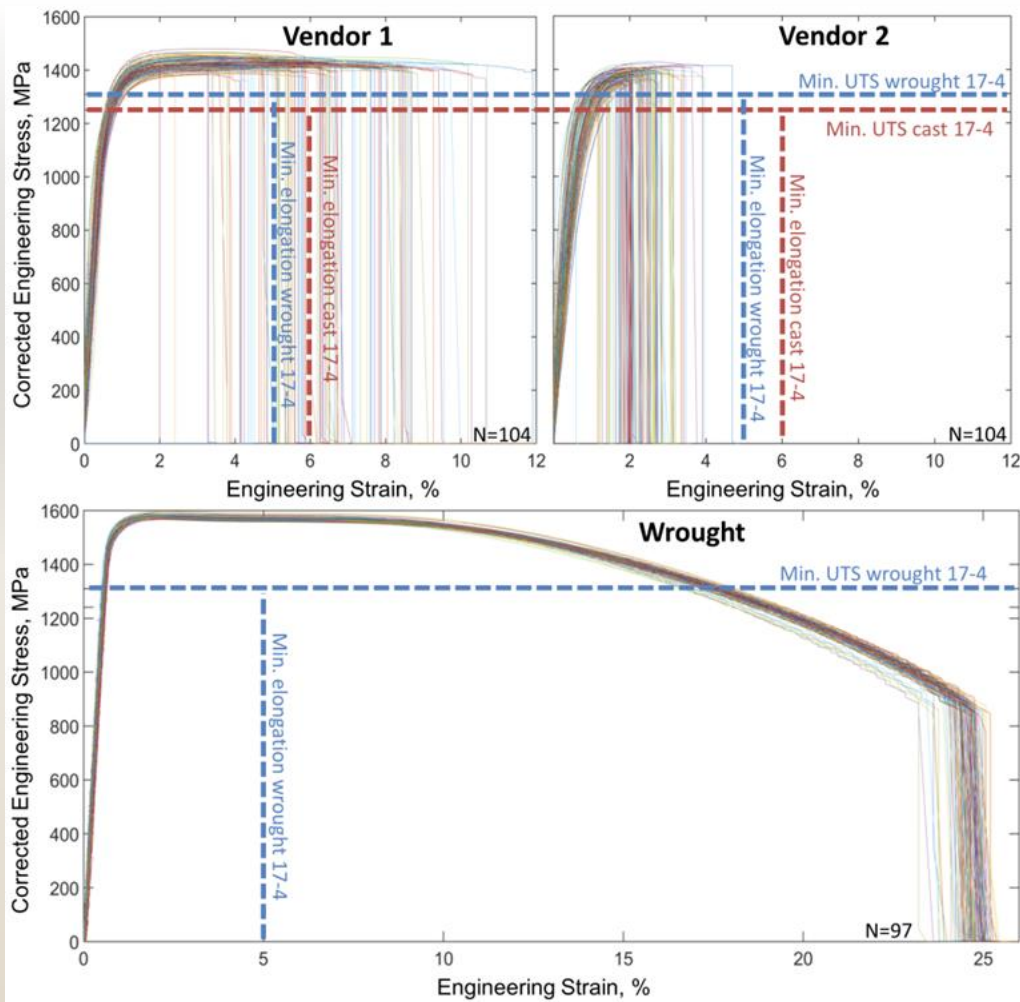 Vendor 1
Corrected Engineering Stress, MPa
1600
1400
1200
1000
800
600
400
200
0
Min. elongation wrought 17-4
Min. elongation cast 17-4
N=104
0 2 4 6 8 10 12
Engineering Strain, %
Vendor 2
Min. UTS wrought 17-4
Min. UTS cast 17-4
Min. elongation wrought 17-4
Min. elongation cast 17-4
N=104
2 4 6 8 10 12
Engineering Strain, %
Wrought
Corrected Engineering Stress, MPa
1600
1400
1200
1000
800
600
400
200
0
Min. UTS wrought 17-4
Min. elongation wrought 17-4
N=97
0 5 10 15 20 25
Engineering Strain, %